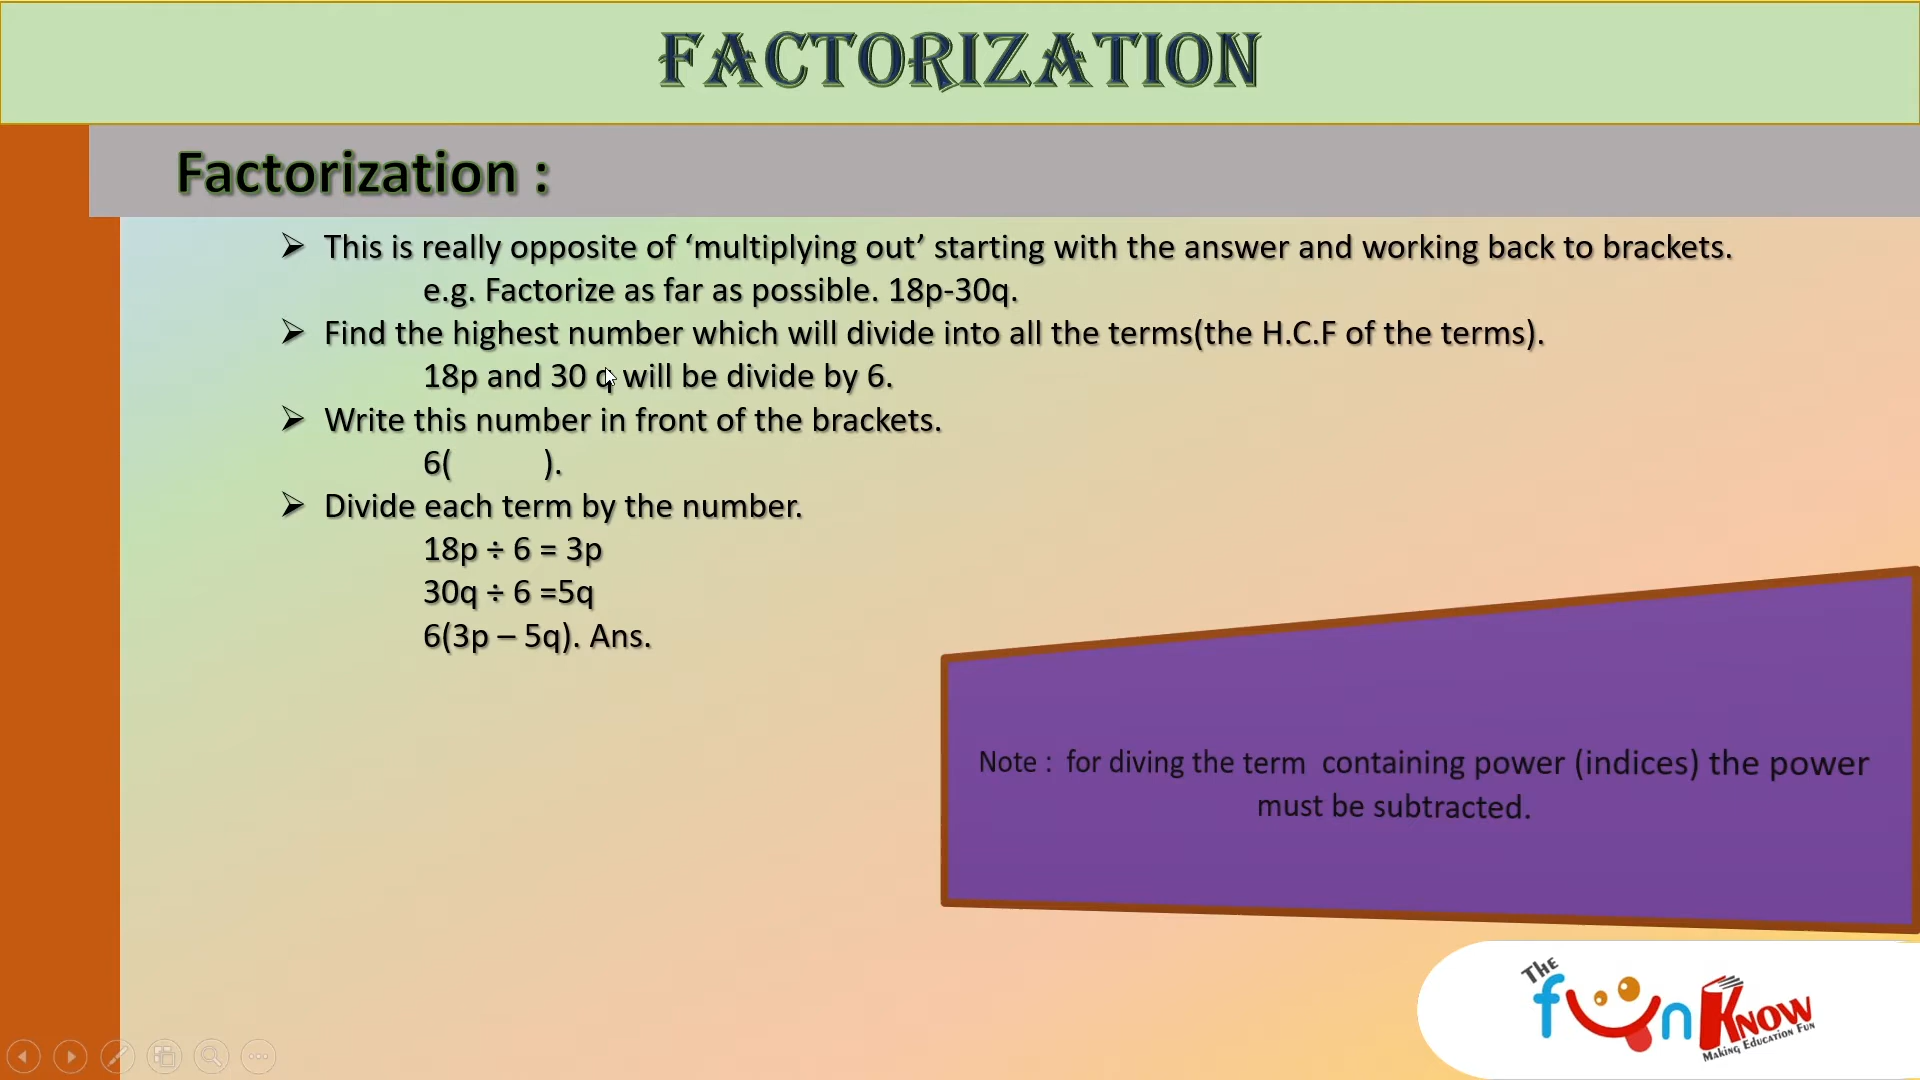 FACTORIZATION
Factorization :
➢ This is really opposite of ‘multiplying out’ starting with the answer and working back to brackets.
e.g. Factorize as far as possible. 18p-30q.
➢ Find the highest number which will divide into all the terms(the H.C.F of the terms).
18p and 30 q will be divide by 6.
➢ Write this number in front of the brackets.
6( ).
➢ Divide each term by the number.
18p ÷ 6 = 3p
30q ÷ 6 =5q
6(3p – 5q). Ans.
Note : for diving the term containing power (indices) the power
must be subtracted.
The
fun Know
Making Education Fun